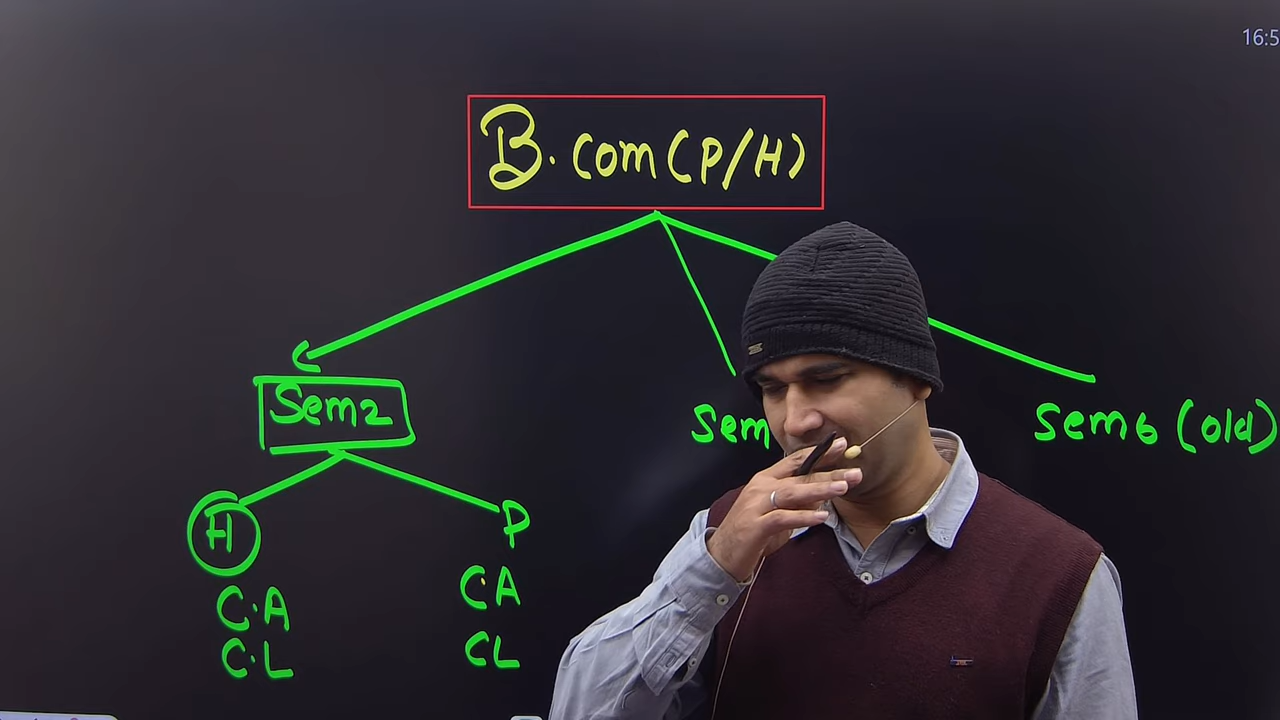 16:5
B.Com(P/H)
Sem2
Sem
Sem6 (old)
H
P
C.A
C.L
CA
CL